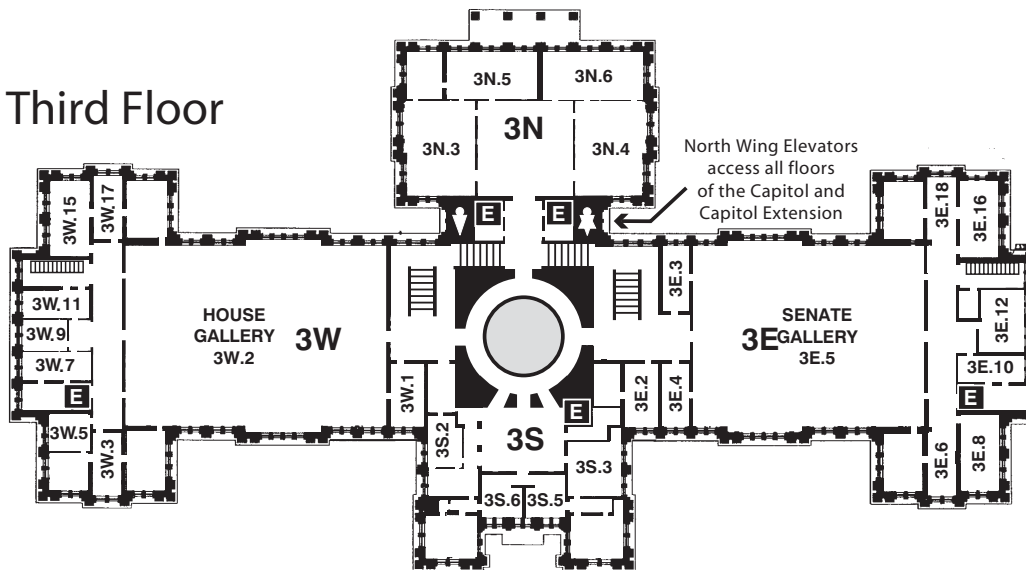 Third Floor
3N.5
3N.6
3N
3N.3
3N.4
North Wing Elevators
access all floors
of the Capitol and
Capitol Extension
E
E
3W.15
3W.17
3E.18
3E.16
3W.11
3W.9
3W.7
E
3W.5
3W.3
HOUSE
GALLERY
3W.2
3W
3W.1
3E.3
3E.2
3E.4
SENATE
GALLERY
3E.5
3E
3E.12
3E.10
E
3E.6
3E.8
E
3S
3S.2
3S.3
3S.6
3S.5